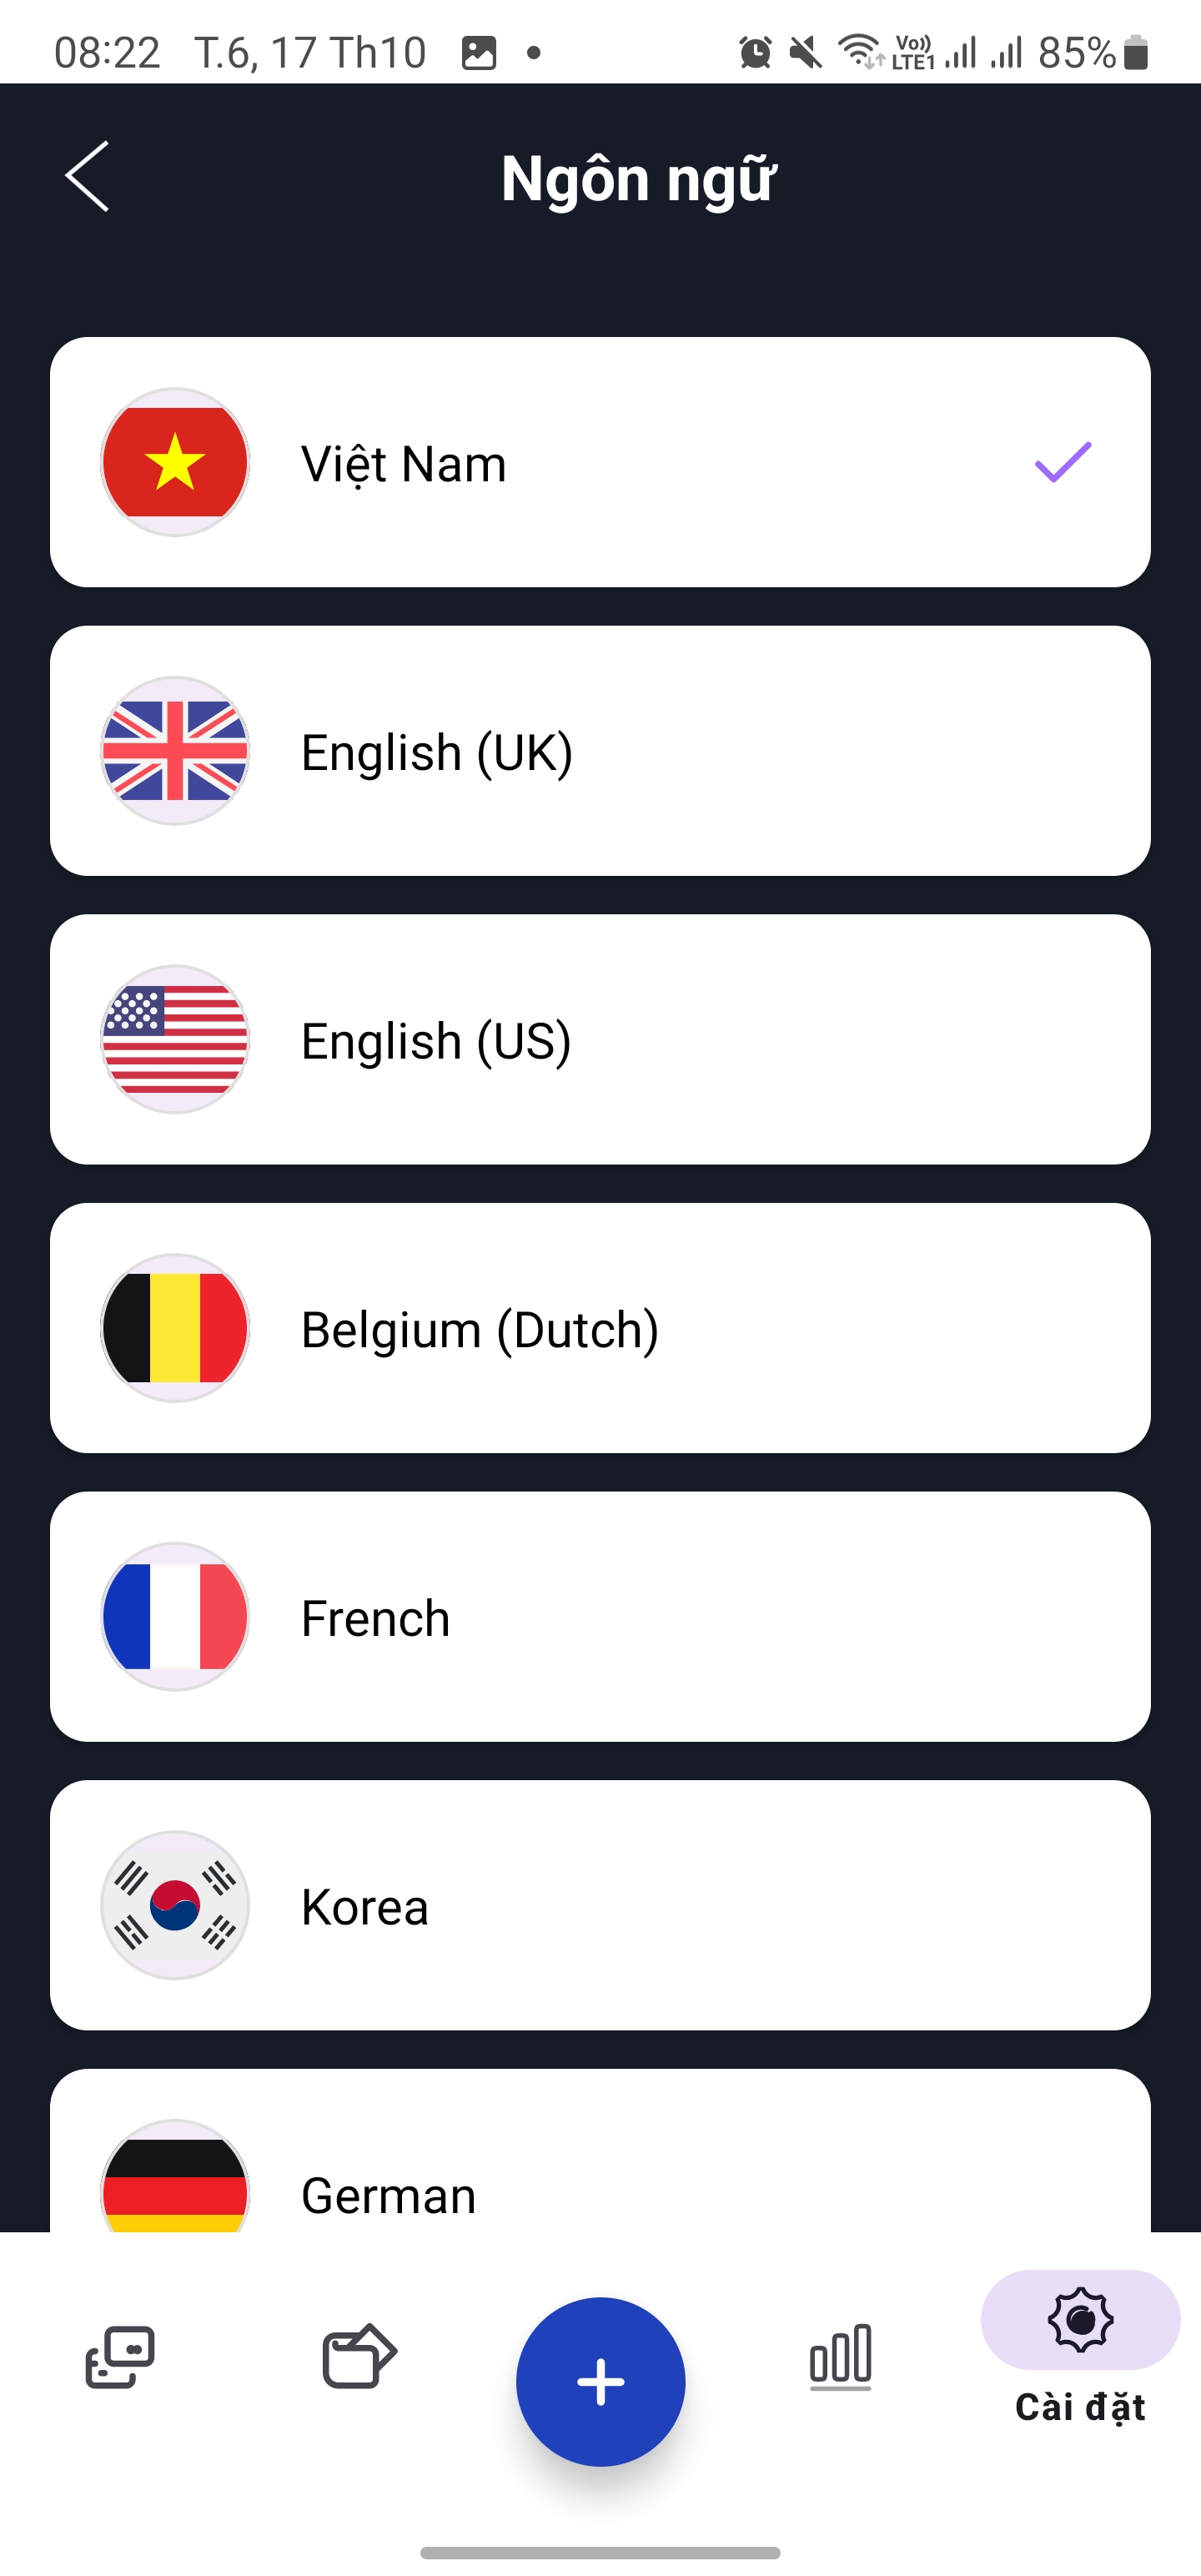 08:22 T.6, 17 Th10
Vo)) LTE1 85%
Ngôn ngữ
Việt Nam
English (UK)
English (US)
Belgium (Dutch)
French
Korea
German
Cài đặt